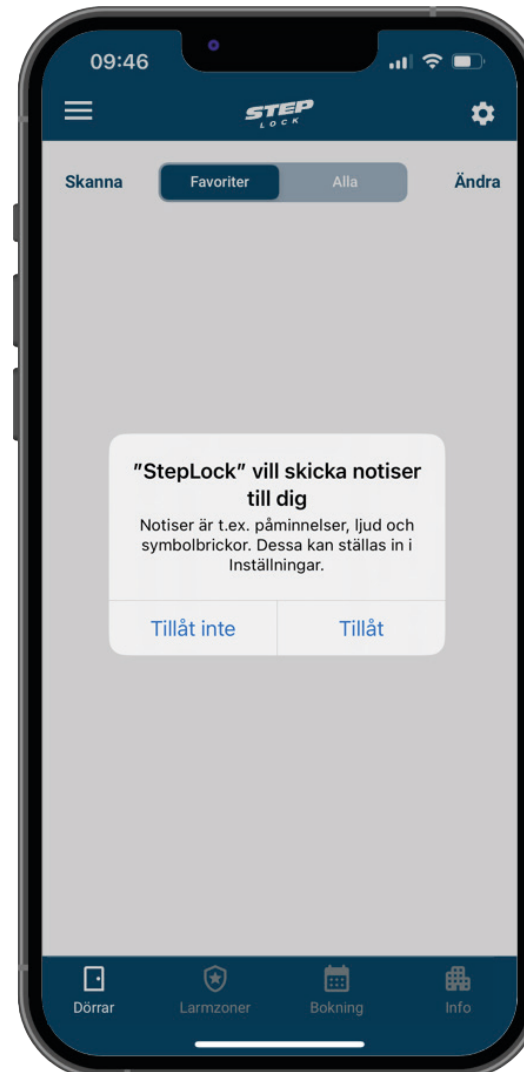 09:46
STEP
LOCK
Skanna Favoriter Alla Ändra
”StepLock” vill skicka notiser
till dig
Notiser är t.ex. påminnelser, ljud och
symbolbrickor. Dessa kan ställas in i
Inställningar.
Tillåt inte Tillåt
Dörrar Larmzoner Bokning Info